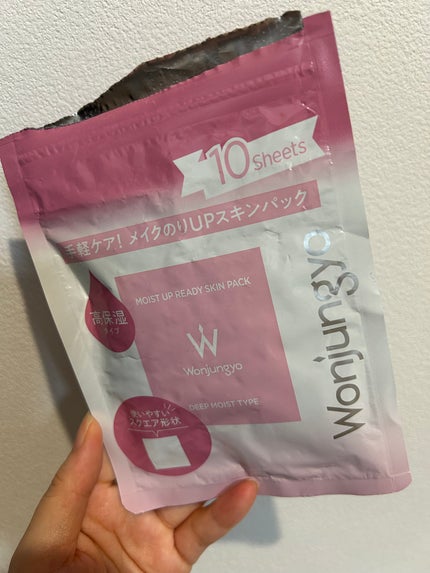 10 Sheets
手軽ケア! メイクのりUPスキンパック
MOIST UP READY SKIN PACK
高保湿
タイプ
W
Wonjungyo
DEEP MOIST TYPE
使いやすい
スクエア形状
Wonjungyo